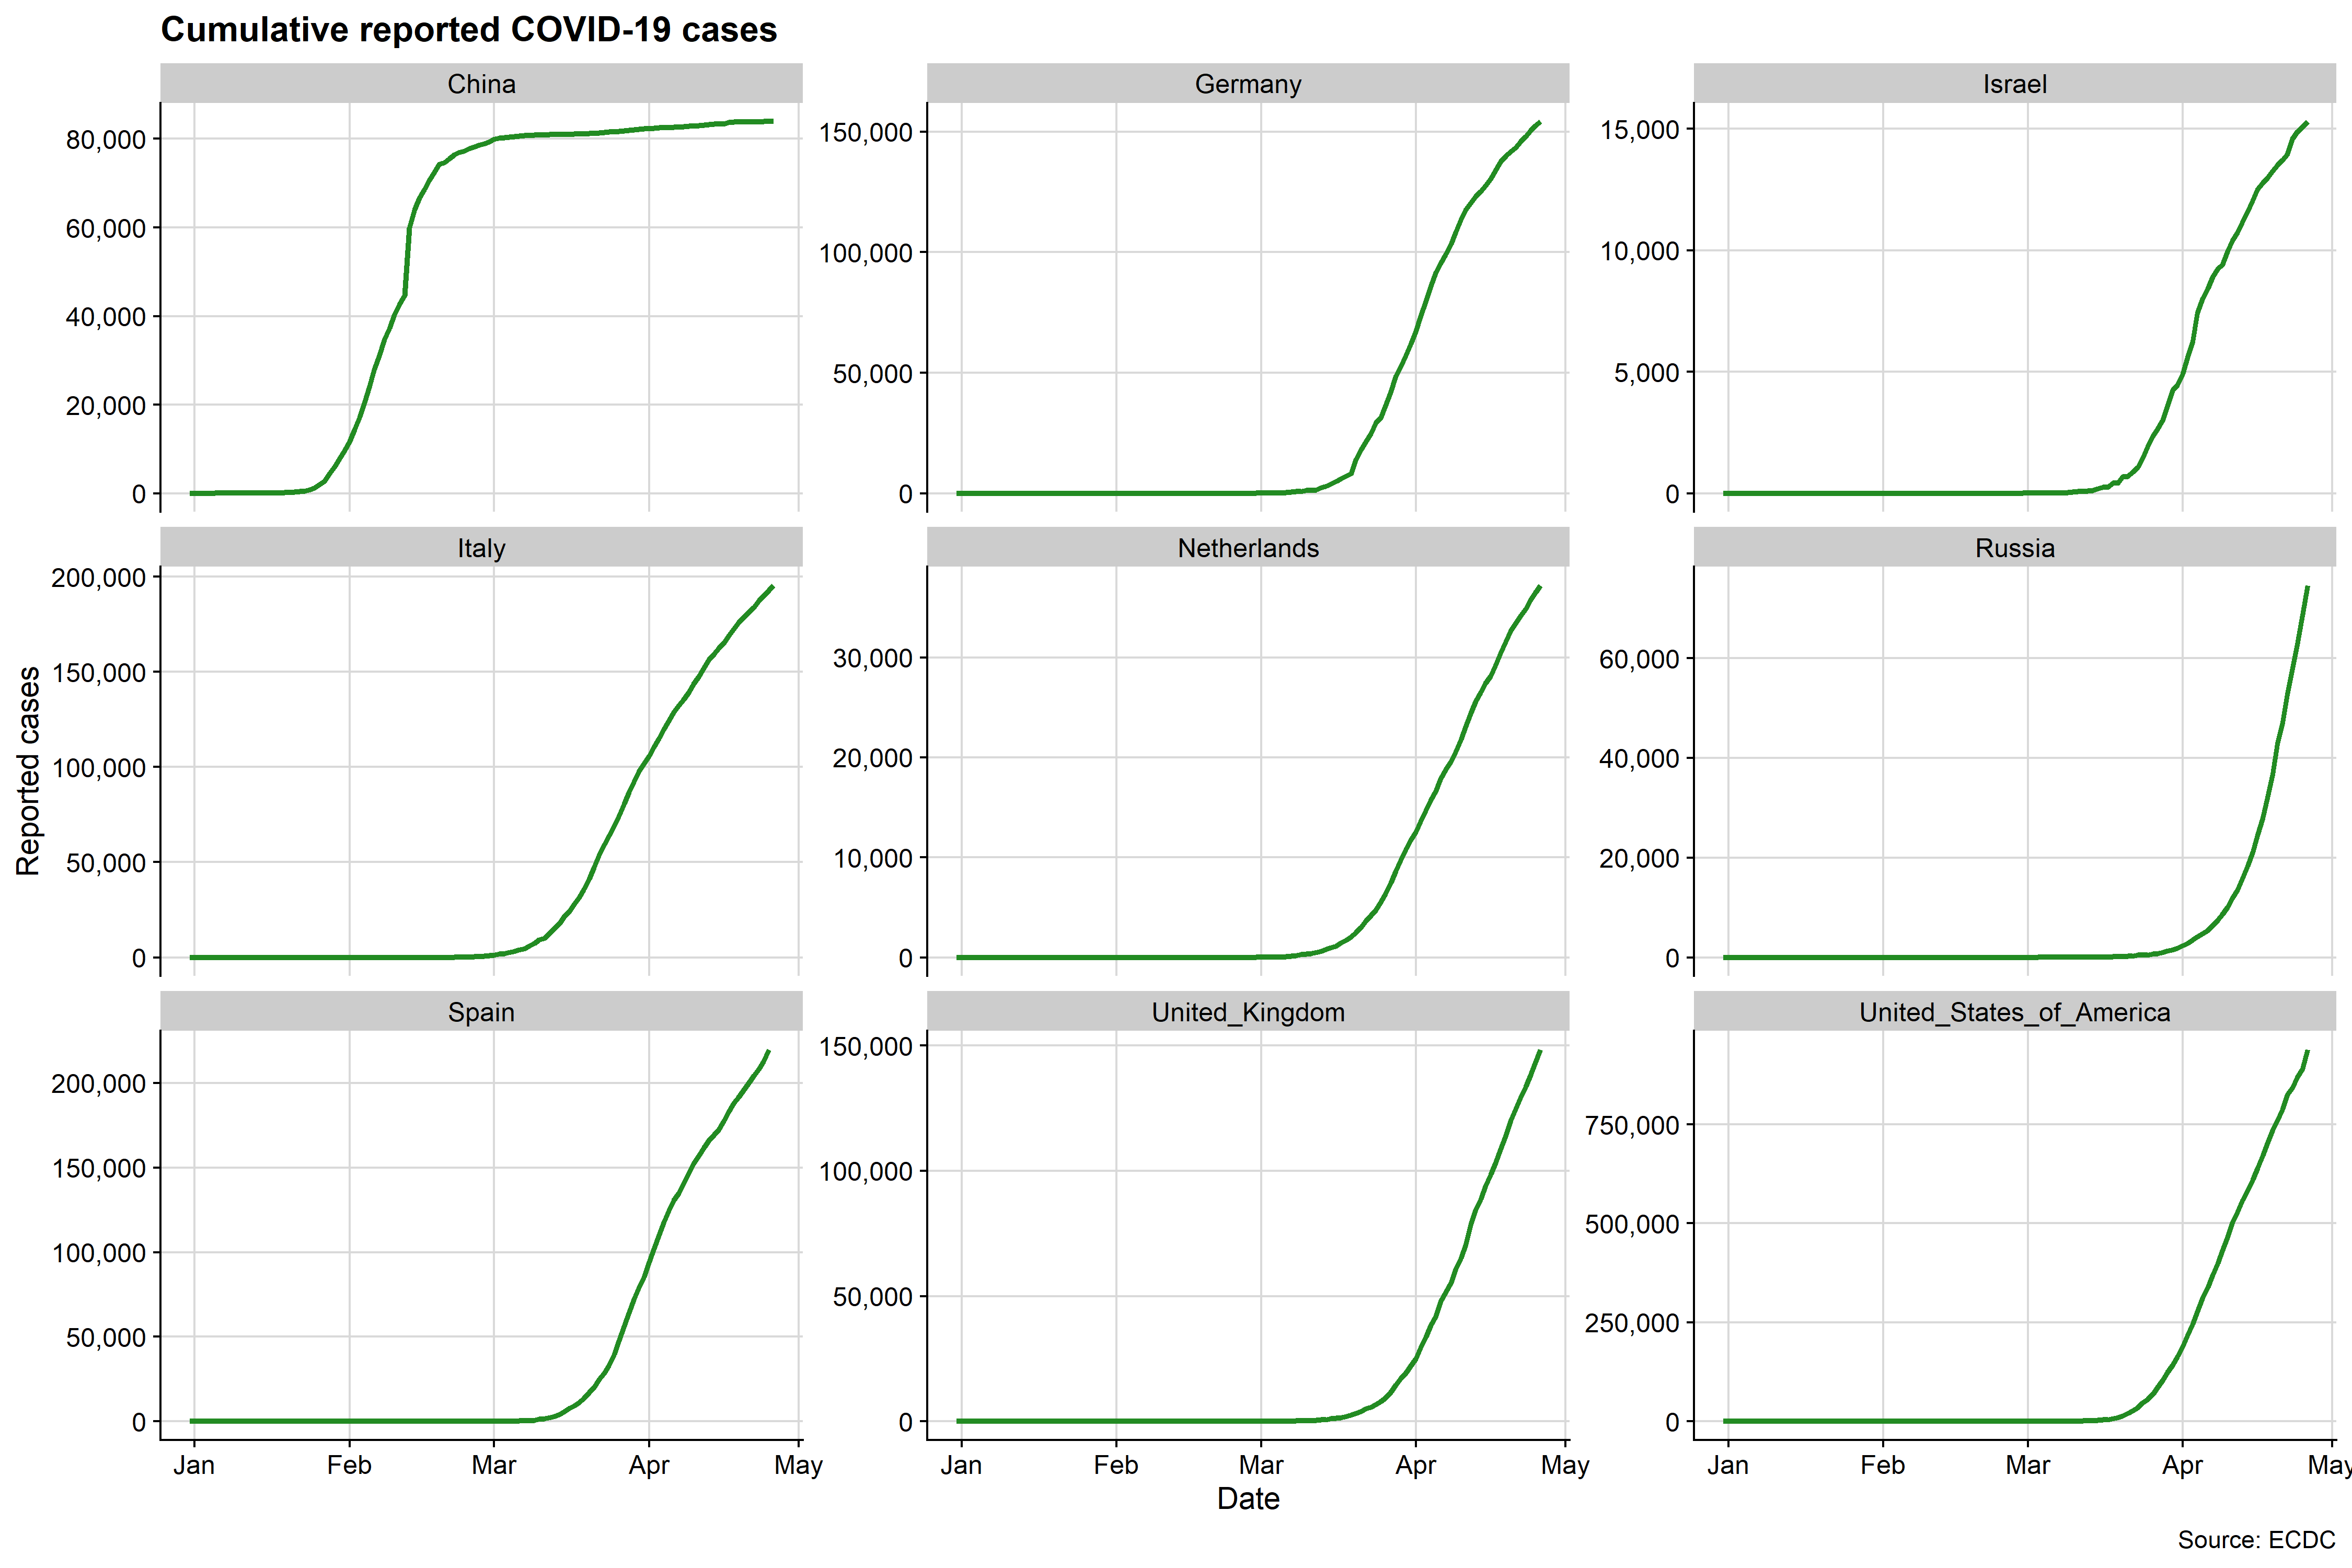 Cumulative reported COVID-19 cases
China
Germany
Israel
80,000
60,000
40,000
20,000
0
150,000
100,000
50,000
0
15,000
10,000
5,000
0
Italy
Netherlands
Russia
200,000
150,000
100,000
50,000
0
30,000
20,000
10,000
0
60,000
40,000
20,000
0
Reported cases
Spain
United_Kingdom
United_States_of_America
200,000
150,000
100,000
50,000
0
150,000
100,000
50,000
0
750,000
500,000
250,000
0
Jan Feb Mar Apr May
Jan Feb Mar Apr May
Jan Feb Mar Apr May
Date
Source: ECDC